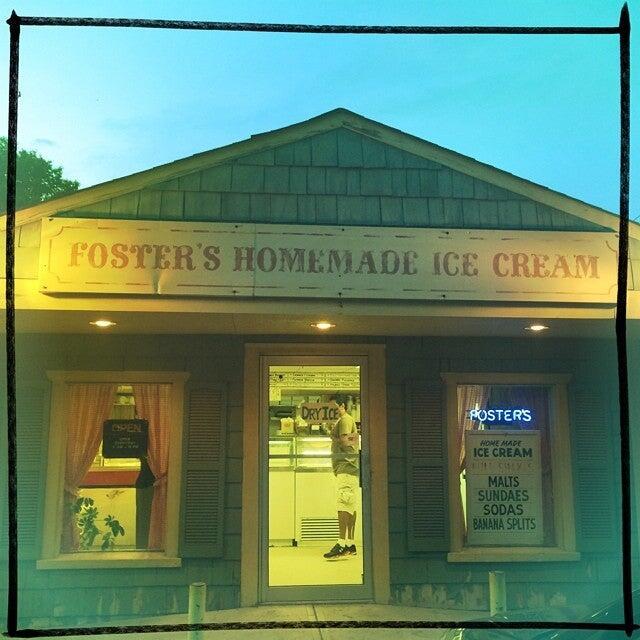 FOSTER'S HOMEMADE ICE CREAM
OPEN
DRY ICE
FOSTER'S
HOME MADE
ICE CREAM
MALTS
SUNDAES
SODAS
BANANA SPLITS